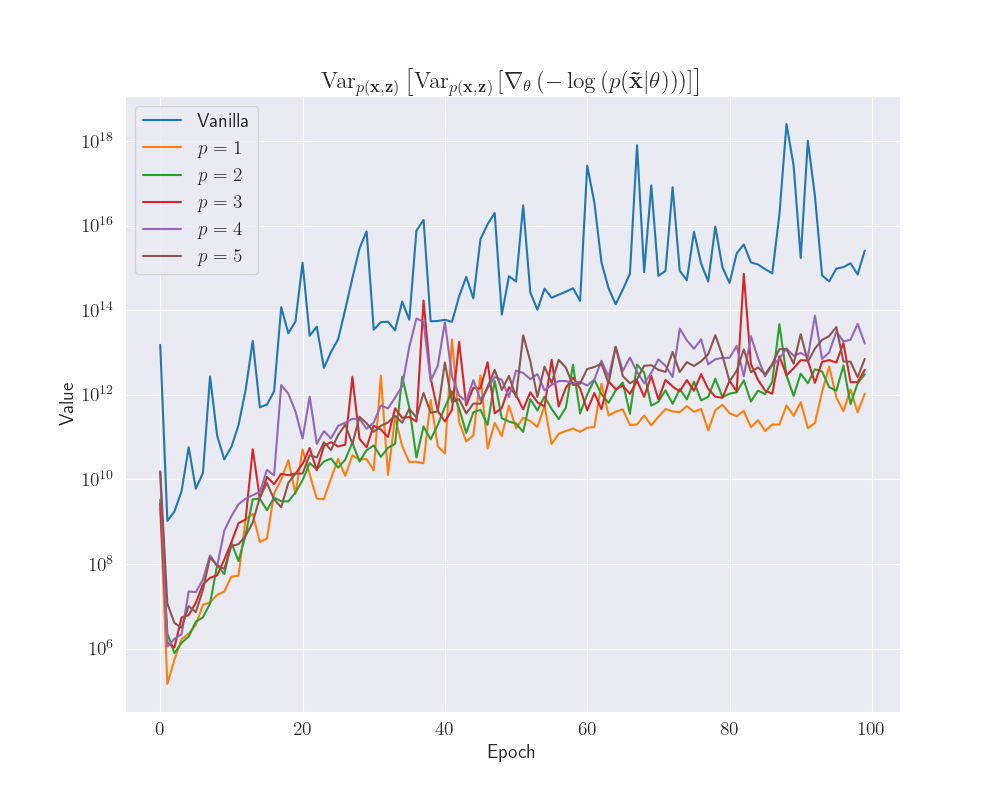 Var_{p(𝐱,𝐳)} [Var_{p(𝐱,𝐳)} [∇_θ (− log (p(𝐱̃|θ)))]]
Vanilla
p = 1
p = 2
p = 3
p = 4
p = 5
10^18
10^16
10^14
10^12
10^10
10^8
10^6
Value
0 20 40 60 80 100
Epoch